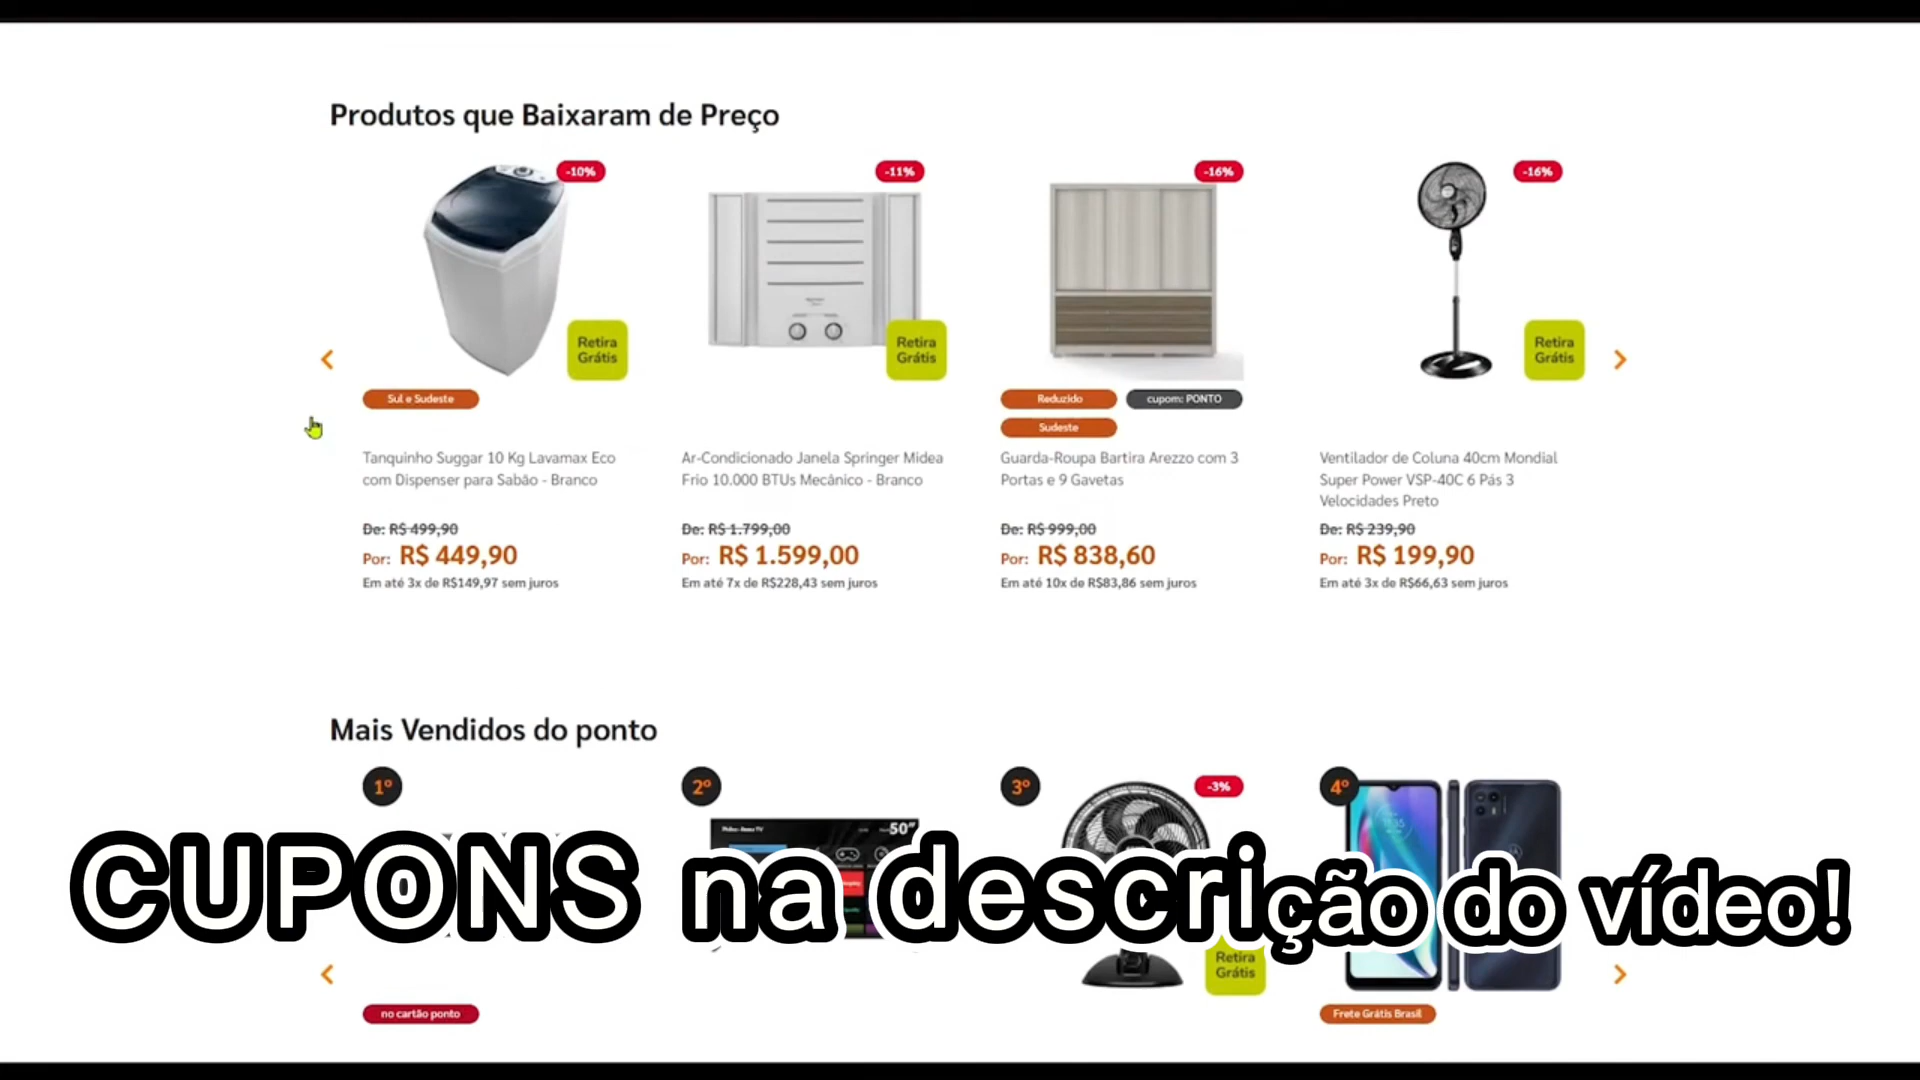 Produtos que Baixaram de Preço
-10%
-11%
-16%
-16%
Retira
Grátis
Retira
Grátis
Retira
Grátis
Sul e Sudeste
Reduzido
cupom: PONTO
Sudeste
Tanquinho Suggar 10 Kg Lavamax Eco
com Dispenser para Sabão - Branco
De: R$ 499,90
Por: R$ 449,90
Em até 3x de R$149,97 sem juros
Ar-Condicionado Janela Springer Midea
Frio 10.000 BTUs Mecânico - Branco
De: R$ 1.799,00
Por: R$ 1.599,00
Em até 7x de R$228,43 sem juros
Guarda-Roupa Bartira Arezzo com 3
Portas e 9 Gavetas
De: R$ 999,00
Por: R$ 838,60
Em até 10x de R$83,86 sem juros
Ventilador de Coluna 40cm Mondial
Super Power VSP-40C 6 Pás 3
Velocidades Preto
De: R$ 239,90
Por: R$ 199,90
Em até 3x de R$66,63 sem juros
Mais Vendidos do ponto
1º
2º
3º
-3%
4º
50"
CUPONS na descrição do vídeo!
Retira
Grátis
no cartão ponto
Frete Grátis Brasil